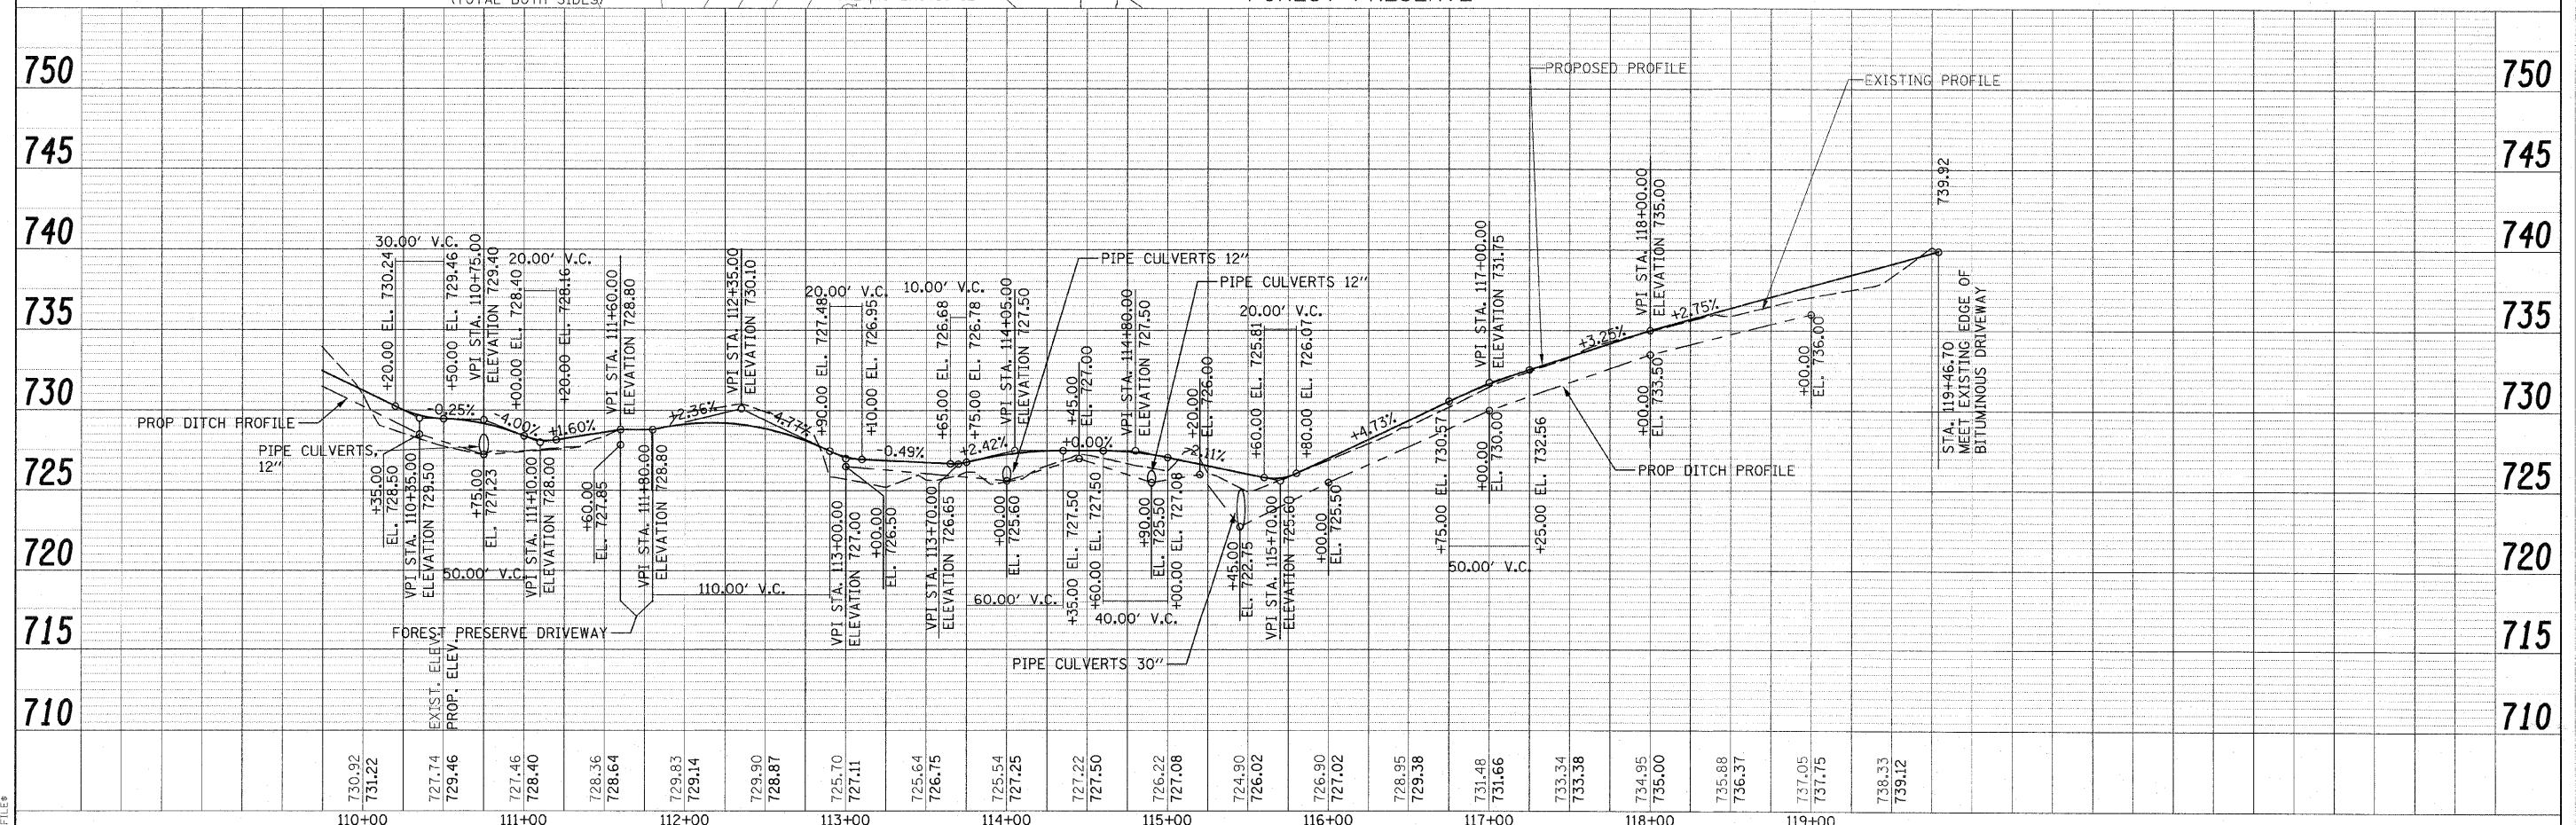 (TOTAL BOTH SIDES)
FOREST PRESERVE
750
745
740
735
730
725
720
715
710
750
745
740
735
730
725
720
715
710
PROPOSED PROFILE
EXISTING PROFILE
PROP DITCH PROFILE
PIPE CULVERTS,
12"
30.00' V.C.
+20.00 EL. 730.24
+50.00 EL. 729.46
VPI STA. 110+75.00
ELEVATION 729.40
20.00' V.C.
+00.00 EL. 728.40
+20.00 EL. 728.16
VPI STA. 111+60.00
ELEVATION 728.80
-0.25%
-4.00%
+1.60%
+2.36%
-4.77%
-0.49%
+2.42%
+0.00%
-2.11%
+4.73%
+3.25%
+2.75%
+35.00
EL. 728.50
VPI STA. 110+35.00
ELEVATION 729.50
+75.00
EL. 727.23
50.00' V.C.
VPI STA. 111+10.00
ELEVATION 728.00
+60.00
EL. 727.85
VPI STA. 111+80.00
ELEVATION 728.80
FOREST PRESERVE DRIVEWAY
110.00' V.C.
VPI STA. 112+35.00
ELEVATION 730.10
20.00' V.C.
+90.00 EL. 727.48
+10.00 EL. 726.95
VPI STA. 113+00.00
ELEVATION 727.00
+00.00
EL. 726.50
10.00' V.C.
+65.00 EL. 726.68
+75.00 EL. 726.78
VPI STA. 113+70.00
ELEVATION 726.65
VPI STA. 114+05.00
ELEVATION 727.50
+00.00
EL. 725.60
60.00' V.C.
+35.00 EL. 727.50
+45.00
EL. 727.00
PIPE CULVERTS 12"
PIPE CULVERTS 12"
+60.00 EL. 727.50
VPI STA. 114+80.00
ELEVATION 727.50
+90.00
EL. 725.50
+00.00 EL. 727.08
40.00' V.C.
+20.00
EL. 726.00
PIPE CULVERTS 30"
+45.00
EL. 722.75
20.00' V.C.
+60.00 EL. 725.81
+80.00 EL. 726.07
VPI STA. 115+70.00
ELEVATION 725.60
+00.00
EL. 725.50
+75.00 EL. 730.57
VPI STA. 117+00.00
ELEVATION 731.75
+00.00
EL. 730.00
+25.00 EL. 732.56
50.00' V.C.
PROP DITCH PROFILE
VPI STA. 118+00.00
ELEVATION 735.00
+00.00
EL. 733.50
+00.00
EL. 736.00
739.92
STA. 119+46.70
MEET EXISTING EDGE OF
BITUMINOUS DRIVEWAY
EXIST. ELEV.
PROP. ELEV.
730.92
731.22
727.74
729.46
727.46
728.40
728.36
728.64
729.83
729.14
729.90
728.87
725.70
727.11
725.64
726.75
725.54
727.25
727.22
727.50
726.22
727.08
724.90
726.02
726.90
727.02
728.95
729.38
731.48
731.66
733.34
733.38
734.95
735.00
735.88
736.37
737.05
737.75
738.33
739.12
110+00
111+00
112+00
113+00
114+00
115+00
116+00
117+00
118+00
119+00